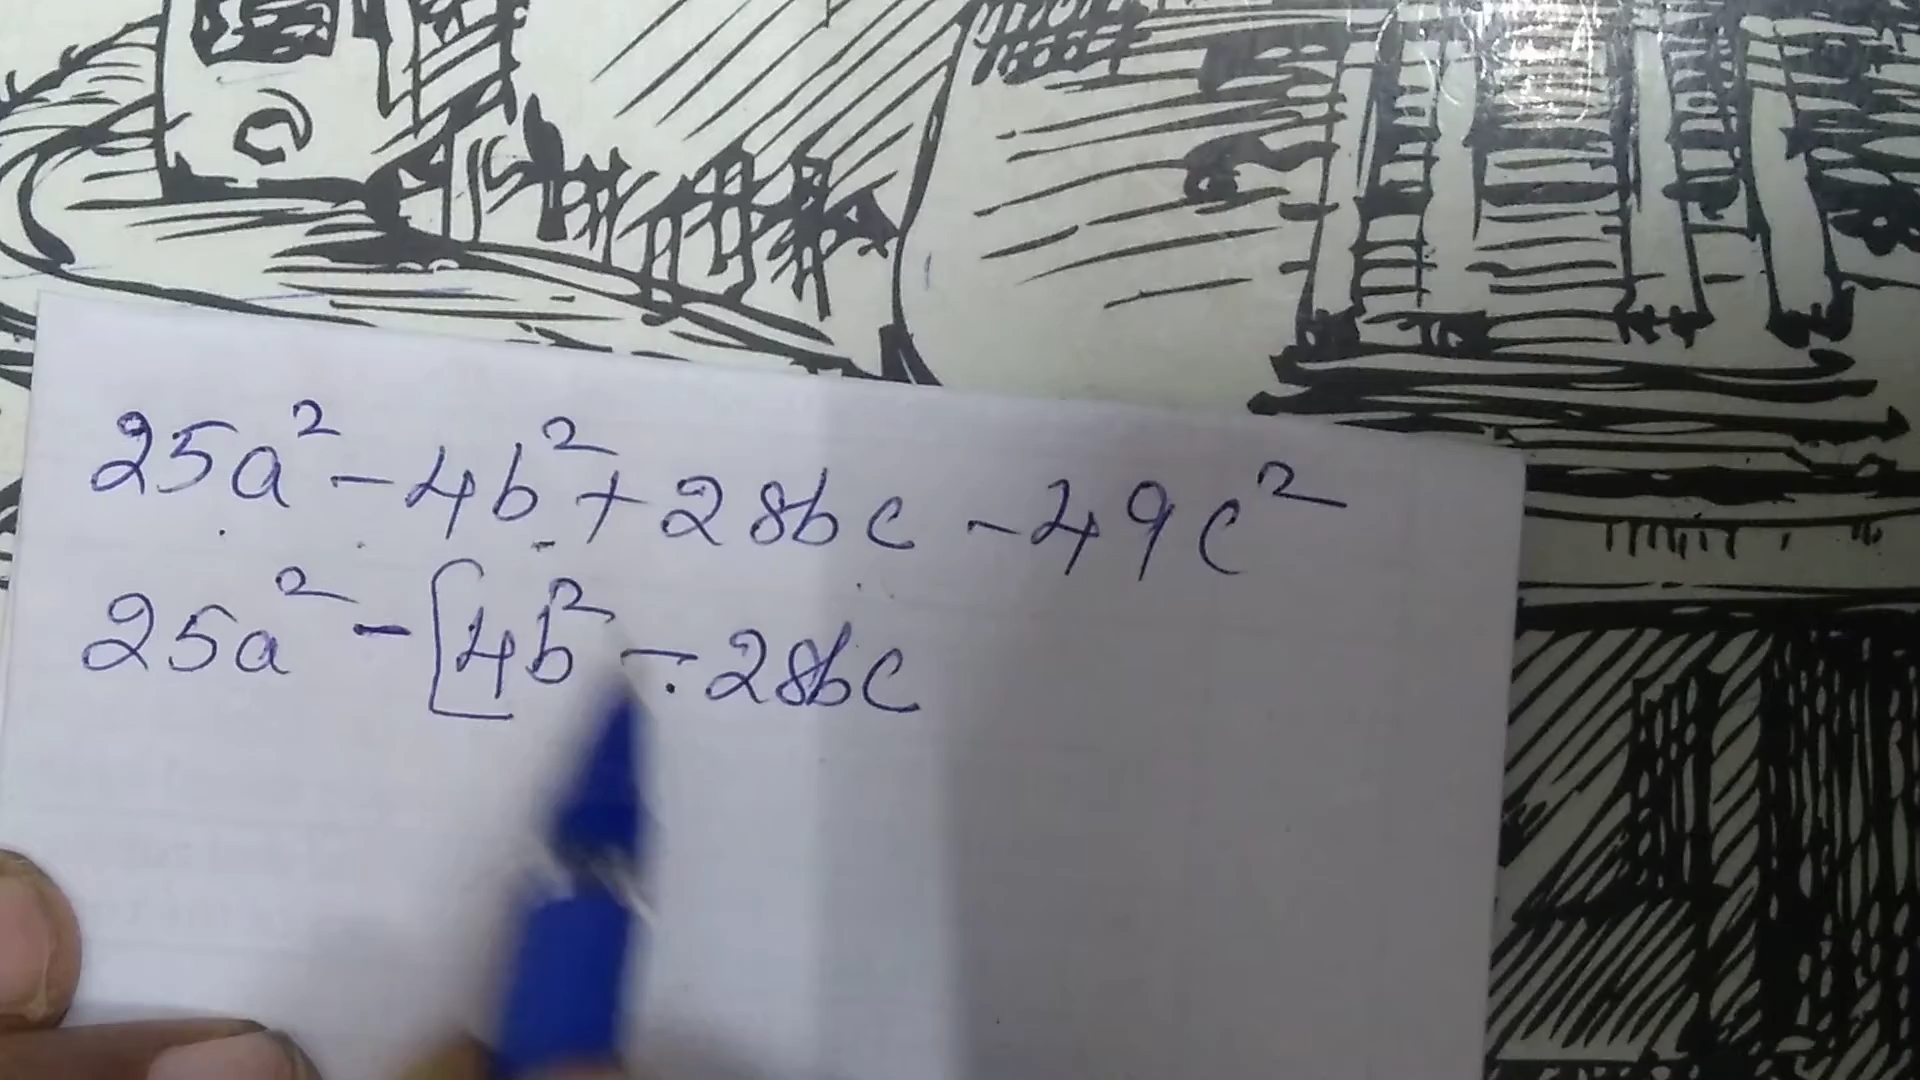 25a² - 4b² + 28bc - 49c²
25a² - [4b² - 28bc